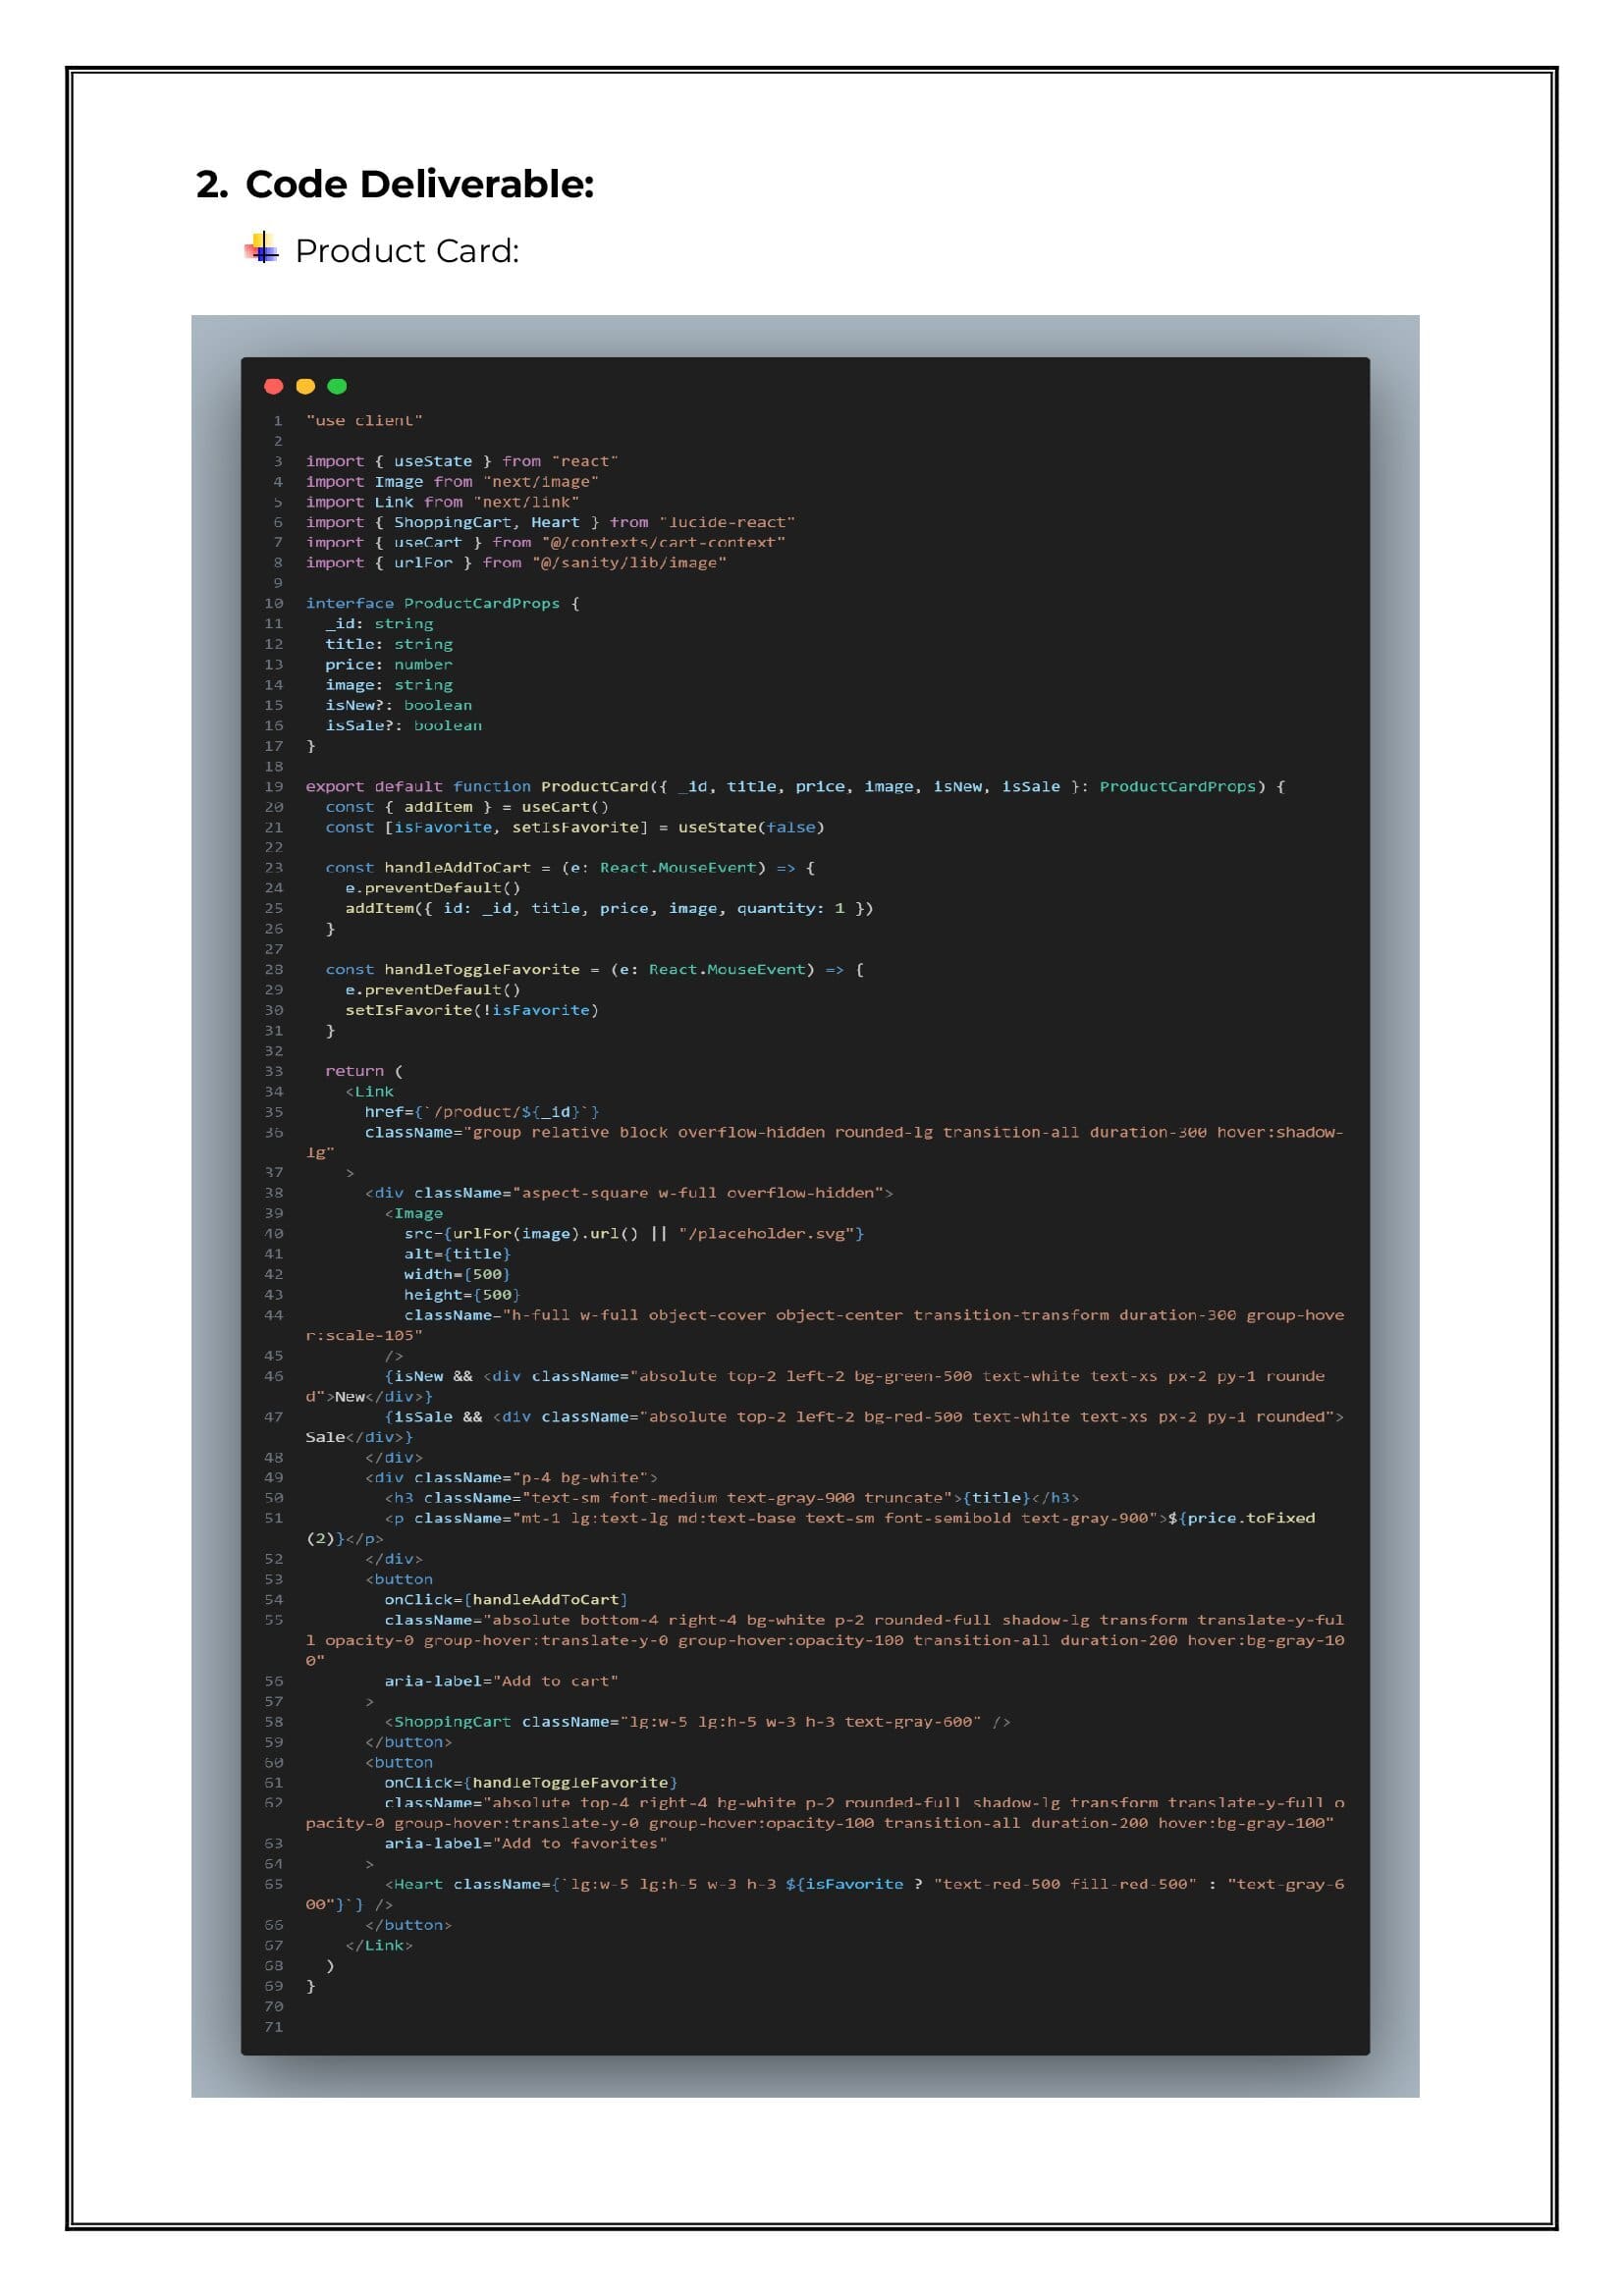 2. Code Deliverable:
Product Card:
1 "use client"
2
3 import { useState } from "react"
4 import Image from "next/image"
5 import Link from "next/link"
6 import { ShoppingCart, Heart } from "lucide-react"
7 import { useCart } from "@/contexts/cart-context"
8 import { urlFor } from "@/sanity/lib/image"
9
10 interface ProductCardProps {
11   _id: string
12   title: string
13   price: number
14   image: string
15   isNew?: boolean
16   isSale?: boolean
17 }
18
19 export default function ProductCard({ _id, title, price, image, isNew, isSale }: ProductCardProps) {
20   const { addItem } = useCart()
21   const [isFavorite, setIsFavorite] = useState(false)
22
23   const handleAddToCart = (e: React.MouseEvent) => {
24     e.preventDefault()
25     addItem({ id: _id, title, price, image, quantity: 1 })
26   }
27
28   const handleToggleFavorite = (e: React.MouseEvent) => {
29     e.preventDefault()
30     setIsFavorite(!isFavorite)
31   }
32
33   return (
34     <Link
35       href={`/product/${_id}`}
36       className="group relative block overflow-hidden rounded-lg transition-all duration-300 hover:shadow-
lg"
37     >
38       <div className="aspect-square w-full overflow-hidden">
39         <Image
40           src={urlFor(image).url() || "/placeholder.svg"}
41           alt={title}
42           width={500}
43           height={500}
44           className="h-full w-full object-cover object-center transition-transform duration-300 group-hove
r:scale-105"
45         />
46         {isNew && <div className="absolute top-2 left-2 bg-green-500 text-white text-xs px-2 py-1 rounde
d">New</div>}
47         {isSale && <div className="absolute top-2 left-2 bg-red-500 text-white text-xs px-2 py-1 rounded">
Sale</div>}
48       </div>
49       <div className="p-4 bg-white">
50         <h3 className="text-sm font-medium text-gray-900 truncate">{title}</h3>
51         <p className="mt-1 lg:text-lg md:text-base text-sm font-semibold text-gray-900">${price.toFixed
(2)}</p>
52       </div>
53       <button
54         onClick={handleAddToCart}
55         className="absolute bottom-4 right-4 bg-white p-2 rounded-full shadow-lg transform translate-y-ful
l opacity-0 group-hover:translate-y-0 group-hover:opacity-100 transition-all duration-200 hover:bg-gray-10
0"
56         aria-label="Add to cart"
57       >
58         <ShoppingCart className="lg:w-5 lg:h-5 w-3 h-3 text-gray-600" />
59       </button>
60       <button
61         onClick={handleToggleFavorite}
62         className="absolute top-4 right-4 bg-white p-2 rounded-full shadow-lg transform translate-y-full o
pacity-0 group-hover:translate-y-0 group-hover:opacity-100 transition-all duration-200 hover:bg-gray-100"
63         aria-label="Add to favorites"
64       >
65         <Heart className={`lg:w-5 lg:h-5 w-3 h-3 ${isFavorite ? "text-red-500 fill-red-500" : "text-gray-6
00"}`} />
66       </button>
67     </Link>
68   )
69 }
70
71